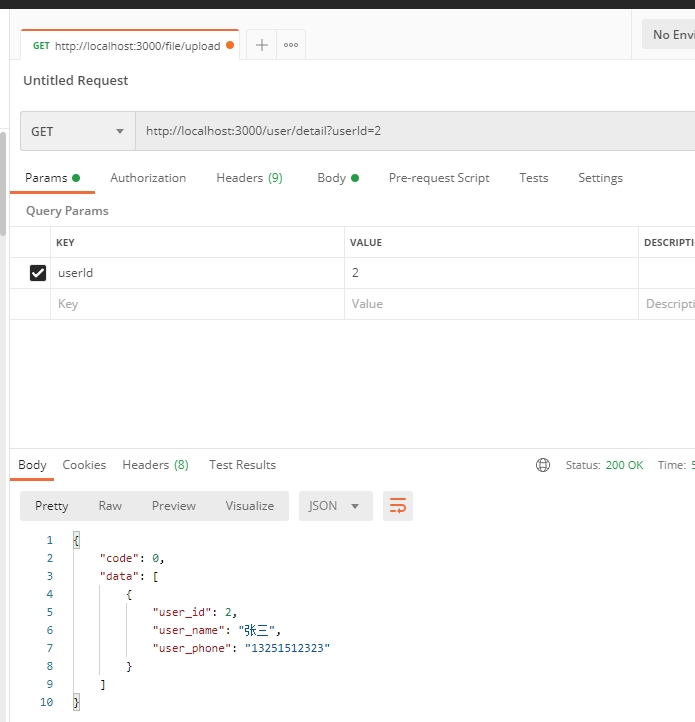 GET http://localhost:3000/file/upload
No Envi
Untitled Request
GET http://localhost:3000/user/detail?userId=2
Params Authorization Headers (9) Body Pre-request Script Tests Settings
Query Params
KEY VALUE DESCRIPTI
userId 2
Key Value Descripti
Body Cookies Headers (8) Test Results Status: 200 OK Time: 5
Pretty Raw Preview Visualize JSON
1 {
2 "code": 0,
3 "data": [
4 {
5 "user_id": 2,
6 "user_name": "张三",
7 "user_phone": "13251512323"
8 }
9 ]
10 }